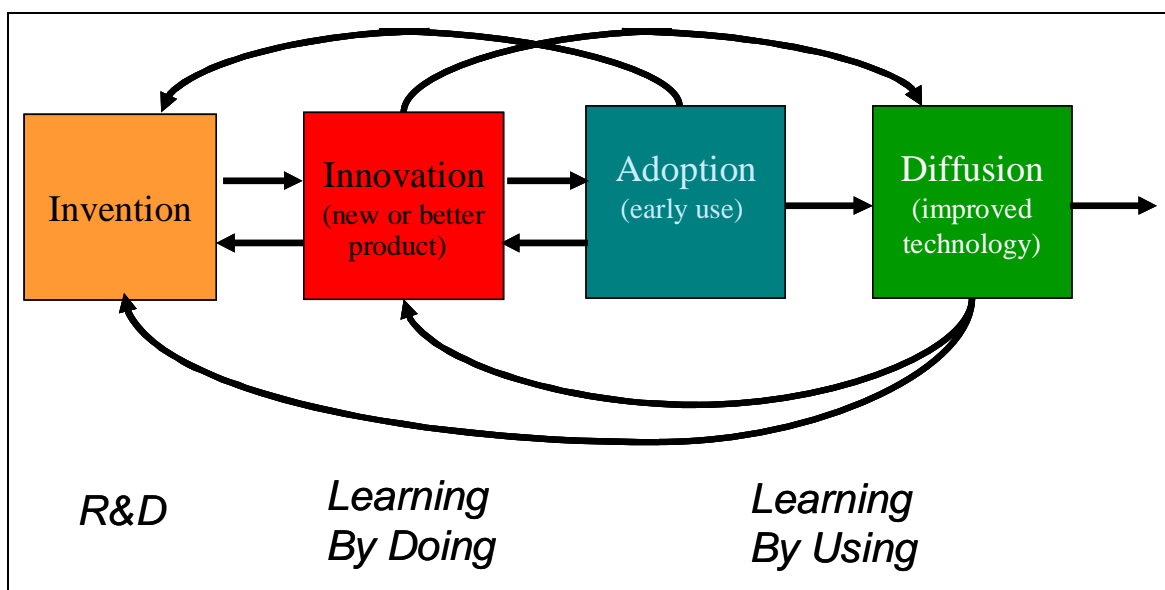 Invention
Innovation
(new or better
product)
Adoption
(early use)
Diffusion
(improved
technology)
R&D
Learning
By Doing
Learning
By Using